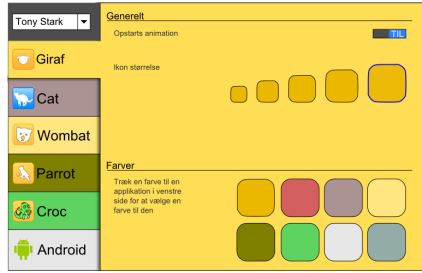 Tony Stark
Giraf
Cat
Wombat
Parrot
Croc
Android
Generelt
Opstarts animation
TIL
Ikon størrelse
Farver
Træk en farve til en
applikation i venstre
side for at vælge en
farve til den